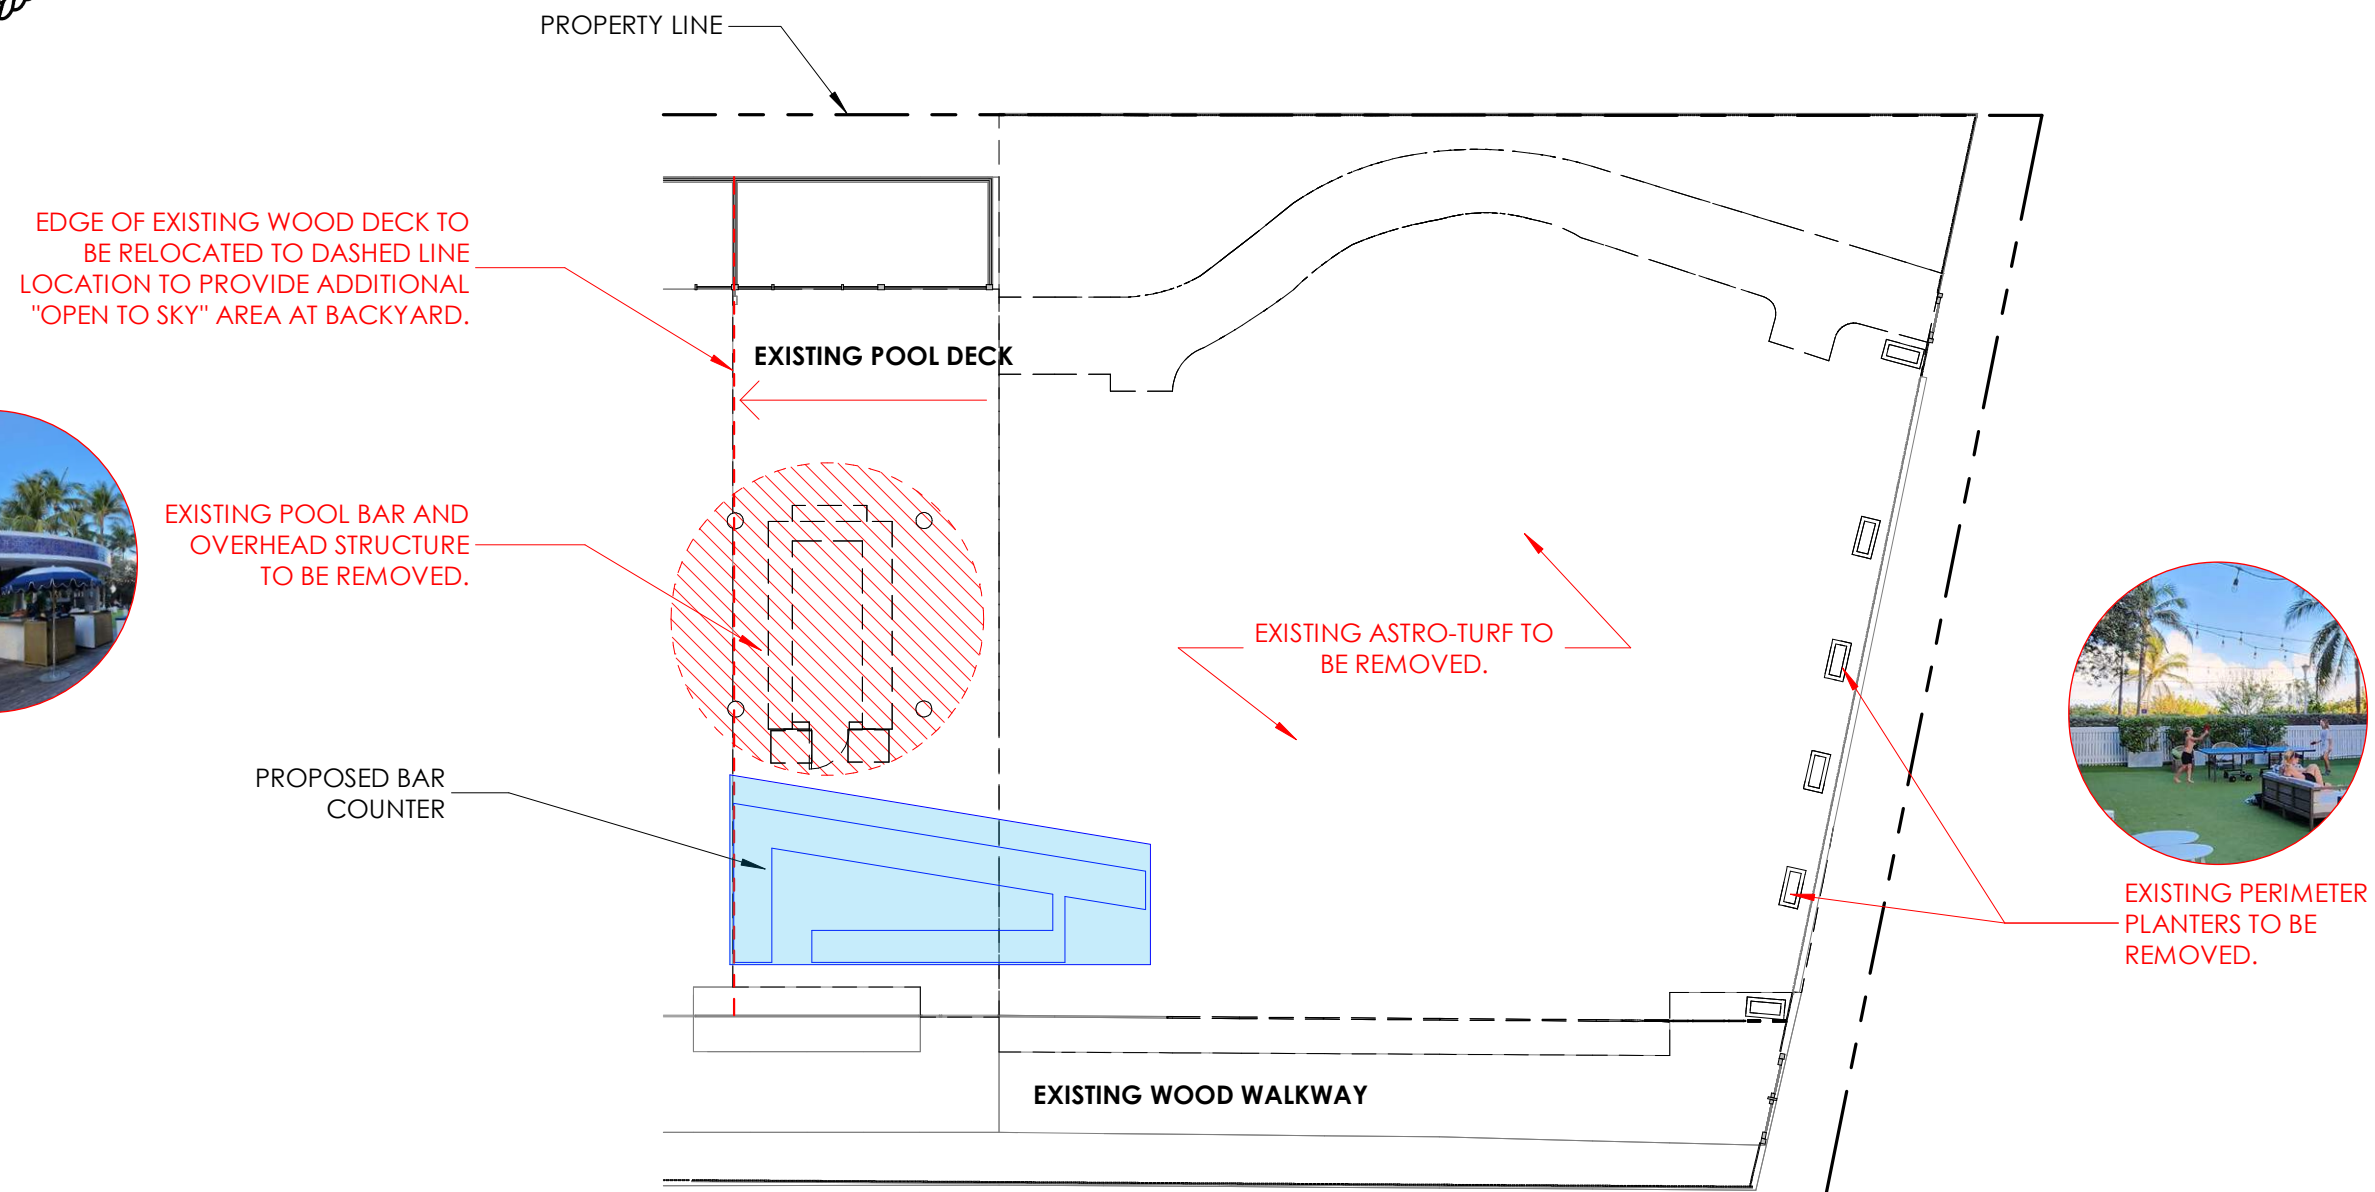 PROPERTY LINE
EDGE OF EXISTING WOOD DECK TO
BE RELOCATED TO DASHED LINE
LOCATION TO PROVIDE ADDITIONAL
"OPEN TO SKY" AREA AT BACKYARD.
EXISTING POOL DECK
EXISTING POOL BAR AND
OVERHEAD STRUCTURE
TO BE REMOVED.
EXISTING ASTRO-TURF TO
BE REMOVED.
PROPOSED BAR
COUNTER
EXISTING PERIMETER
PLANTERS TO BE
REMOVED.
EXISTING WOOD WALKWAY